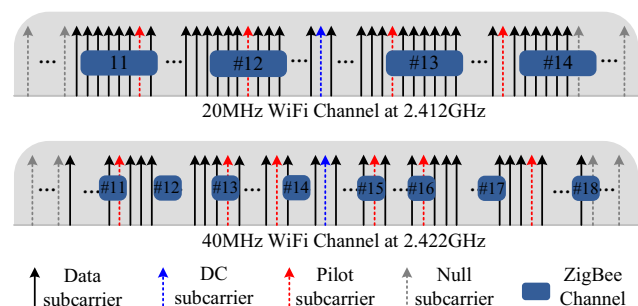 ... 11 ... #12 ... ... #13 ... #14 ...
20MHz WiFi Channel at 2.412GHz
... ... #11 #12 #13 ... #14 ... #15 ... #16 ... #17 ... #18 ...
40MHz WiFi Channel at 2.422GHz
Data subcarrier
DC subcarrier
Pilot subcarrier
Null subcarrier
ZigBee Channel